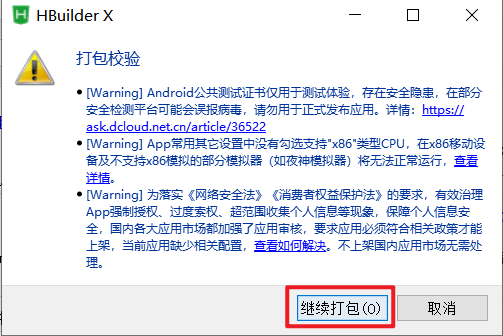 HBuilder X
打包校验
[Warning] Android公共测试证书仅用于测试体验，存在安全隐患，在部分
安全检测平台可能会误报病毒，请勿用于正式发布应用。详情：https://
ask.dcloud.net.cn/article/36522
[Warning] App常用其它设置中没有勾选支持"x86"类型CPU，在x86移动设
备及不支持x86模拟的部分模拟器（如夜神模拟器）将无法正常运行，查看
详情。
[Warning] 为落实《网络安全法》《消费者权益保护法》的要求，有效治理
App强制授权、过度索权、超范围收集个人信息等现象，保障个人信息安
全，国内各大应用市场都加强了应用审核，要求应用必须符合相关政策才能
上架，当前应用缺少相关配置，查看如何解决。不上架国内应用市场无需处
理。
继续打包(O)
取消